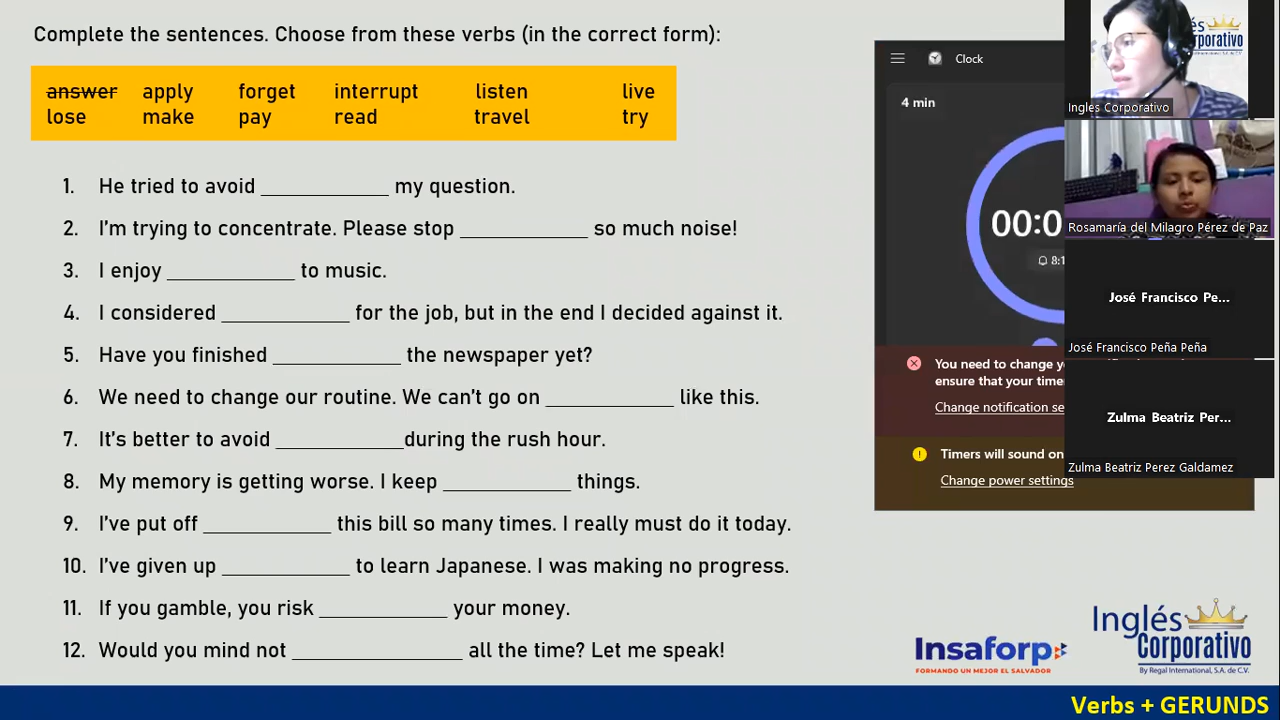 Complete the sentences. Choose from these verbs (in the correct form):
answer apply forget interrupt listen live
lose make pay read travel try
1. He tried to avoid ____________ my question.
2. I'm trying to concentrate. Please stop ____________ so much noise!
3. I enjoy ____________ to music.
4. I considered ____________ for the job, but in the end I decided against it.
5. Have you finished ____________ the newspaper yet?
6. We need to change our routine. We can't go on ____________ like this.
7. It's better to avoid ____________during the rush hour.
8. My memory is getting worse. I keep ____________ things.
9. I've put off ____________ this bill so many times. I really must do it today.
10. I've given up ____________ to learn Japanese. I was making no progress.
11. If you gamble, you risk ____________ your money.
12. Would you mind not ________________ all the time? Let me speak!
Clock
4 min
00:0
8:1
You need to change
ensure that your
Change notification
Timers will sound
Change power settings
Inglés
Corporativo
Ingles Corporativo
Rosamaría del Milagro Pérez de Paz
José Francisco Pe...
José Francisco Peña Peña
Zulma Beatriz Per...
Zulma Beatriz Perez Galdamez
Insaforp
FORMANDO UN MEJOR EL SALVADOR
Inglés
Corporativo
By Regal International, S.A. de C.V.
Verbs + GERUNDS